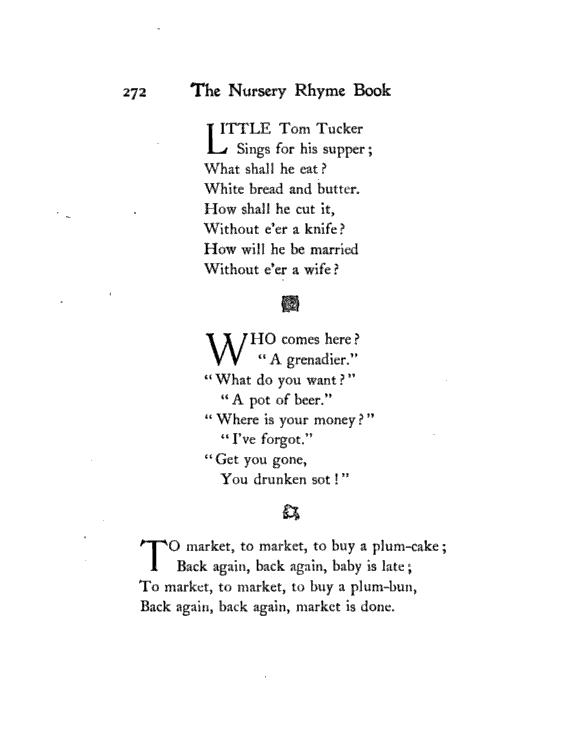 272 The Nursery Rhyme Book
LITTLE Tom Tucker
Sings for his supper;
What shall he eat?
White bread and butter.
How shall he cut it,
Without e'er a knife?
How will he be married
Without e'er a wife?
WHO comes here?
"A grenadier."
"What do you want?"
"A pot of beer."
"Where is your money?"
"I've forgot."
"Get you gone,
You drunken sot!"
TO market, to market, to buy a plum-cake;
Back again, back again, baby is late;
To market, to market, to buy a plum-bun,
Back again, back again, market is done.